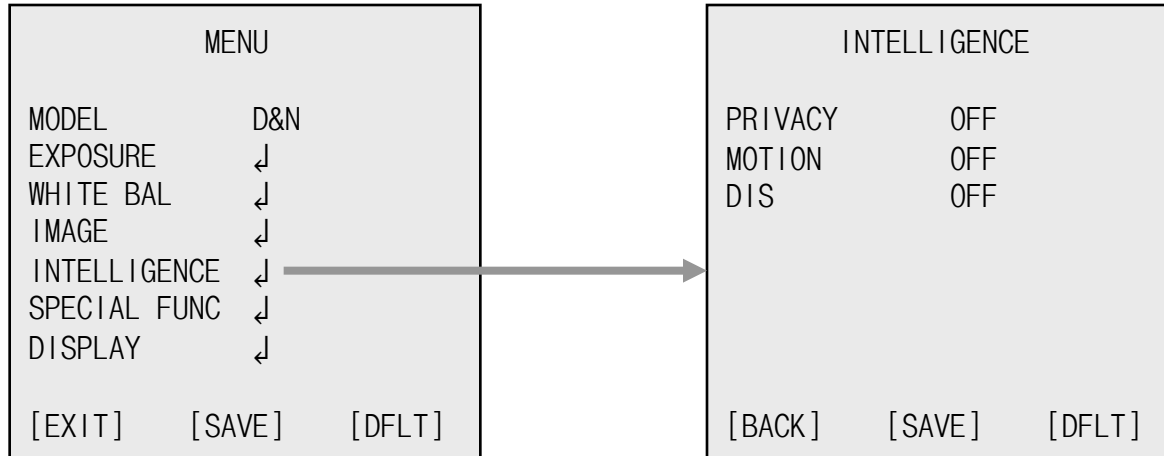 MENU
MODEL D&N
EXPOSURE ↲
WHITE BAL ↲
IMAGE ↲
INTELLIGENCE ↲
SPECIAL FUNC ↲
DISPLAY ↲
[EXIT] [SAVE] [DFLT]
INTELLIGENCE
PRIVACY OFF
MOTION OFF
DIS OFF
[BACK] [SAVE] [DFLT]